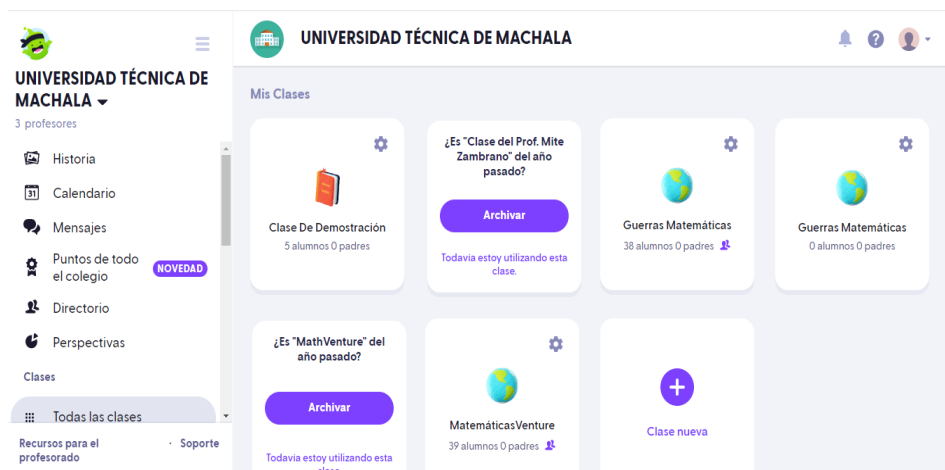 UNIVERSIDAD TÉCNICA DE
MACHALA
3 profesores
Historia
31
Calendario
Mensajes
Puntos de todo
el colegio
NOVEDAD
Directorio
Perspectivas
Clases
Todas las clases
Recursos para el
profesorado
· Soporte
UNIVERSIDAD TÉCNICA DE MACHALA
?
Mis Clases
Clase De Demostración
5 alumnos 0 padres
¿Es "Clase del Prof. Mite
Zambrano" del año
pasado?
Archivar
Todavía estoy utilizando esta
clase.
Guerras Matemáticas
38 alumnos 0 padres
Guerras Matemáticas
0 alumnos 0 padres
¿Es "MathVenture" del
año pasado?
Archivar
Todavía estoy utilizando esta
MatemáticasVenture
39 alumnos 0 padres
+
Clase nueva